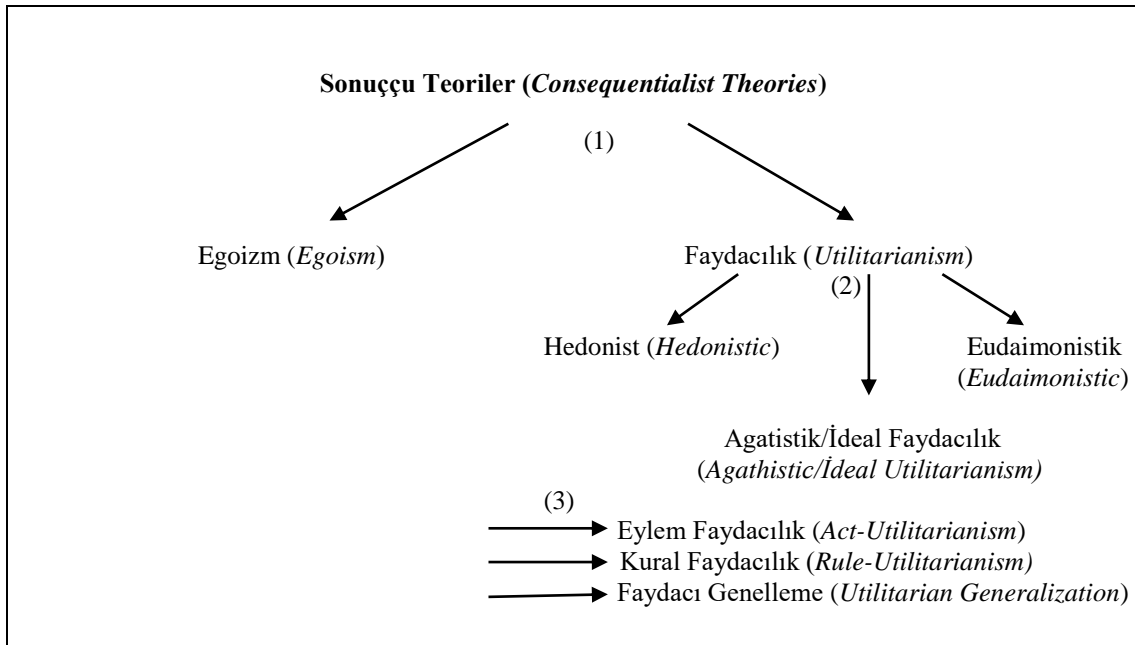 Sonuççu Teoriler (Consequentialist Theories)
(1)
Egoizm (Egoism)
Faydacılık (Utilitarianism)
(2)
Hedonist (Hedonistic)
Eudaimonistik
(Eudaimonistic)
Agatistik/İdeal Faydacılık
(Agathistic/İdeal Utilitarianism)
(3)
Eylem Faydacılık (Act-Utilitarianism)
Kural Faydacılık (Rule-Utilitarianism)
Faydacı Genelleme (Utilitarian Generalization)